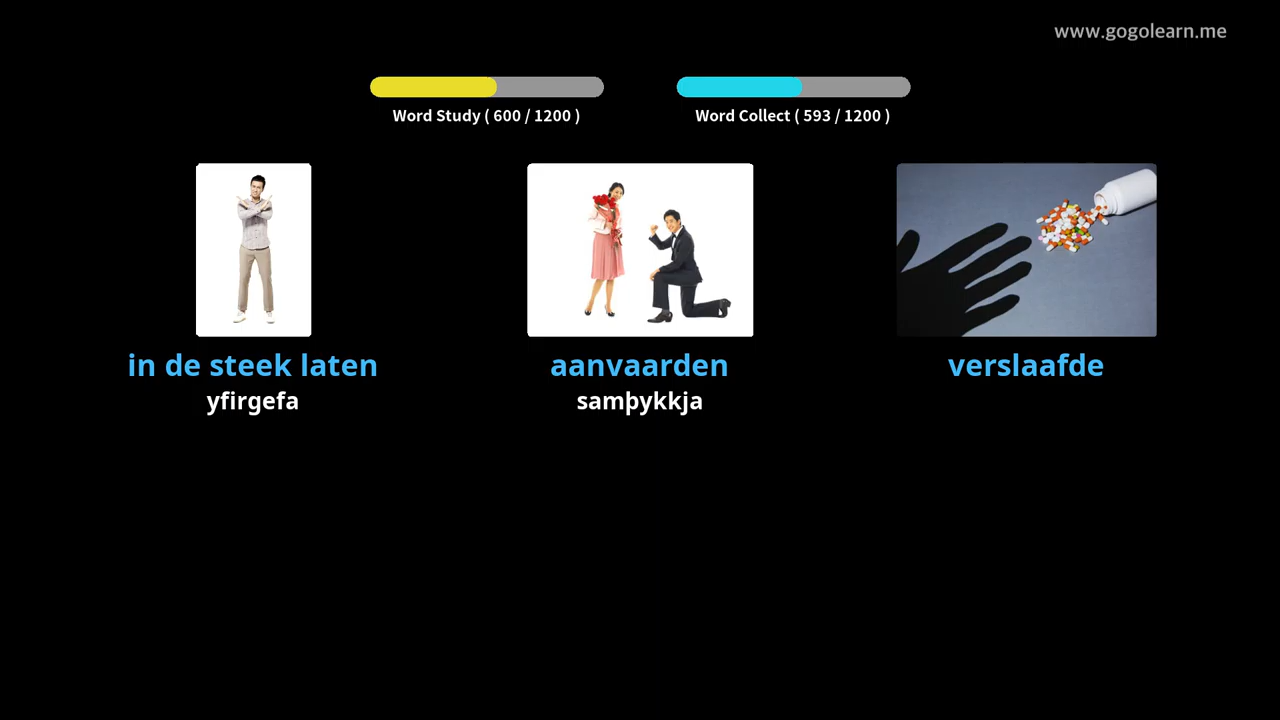 www.gogolearn.me
Word Study ( 600 / 1200 )
Word Collect ( 593 / 1200 )
in de steek laten
yfirgefa
aanvaarden
samþykkja
verslaafde